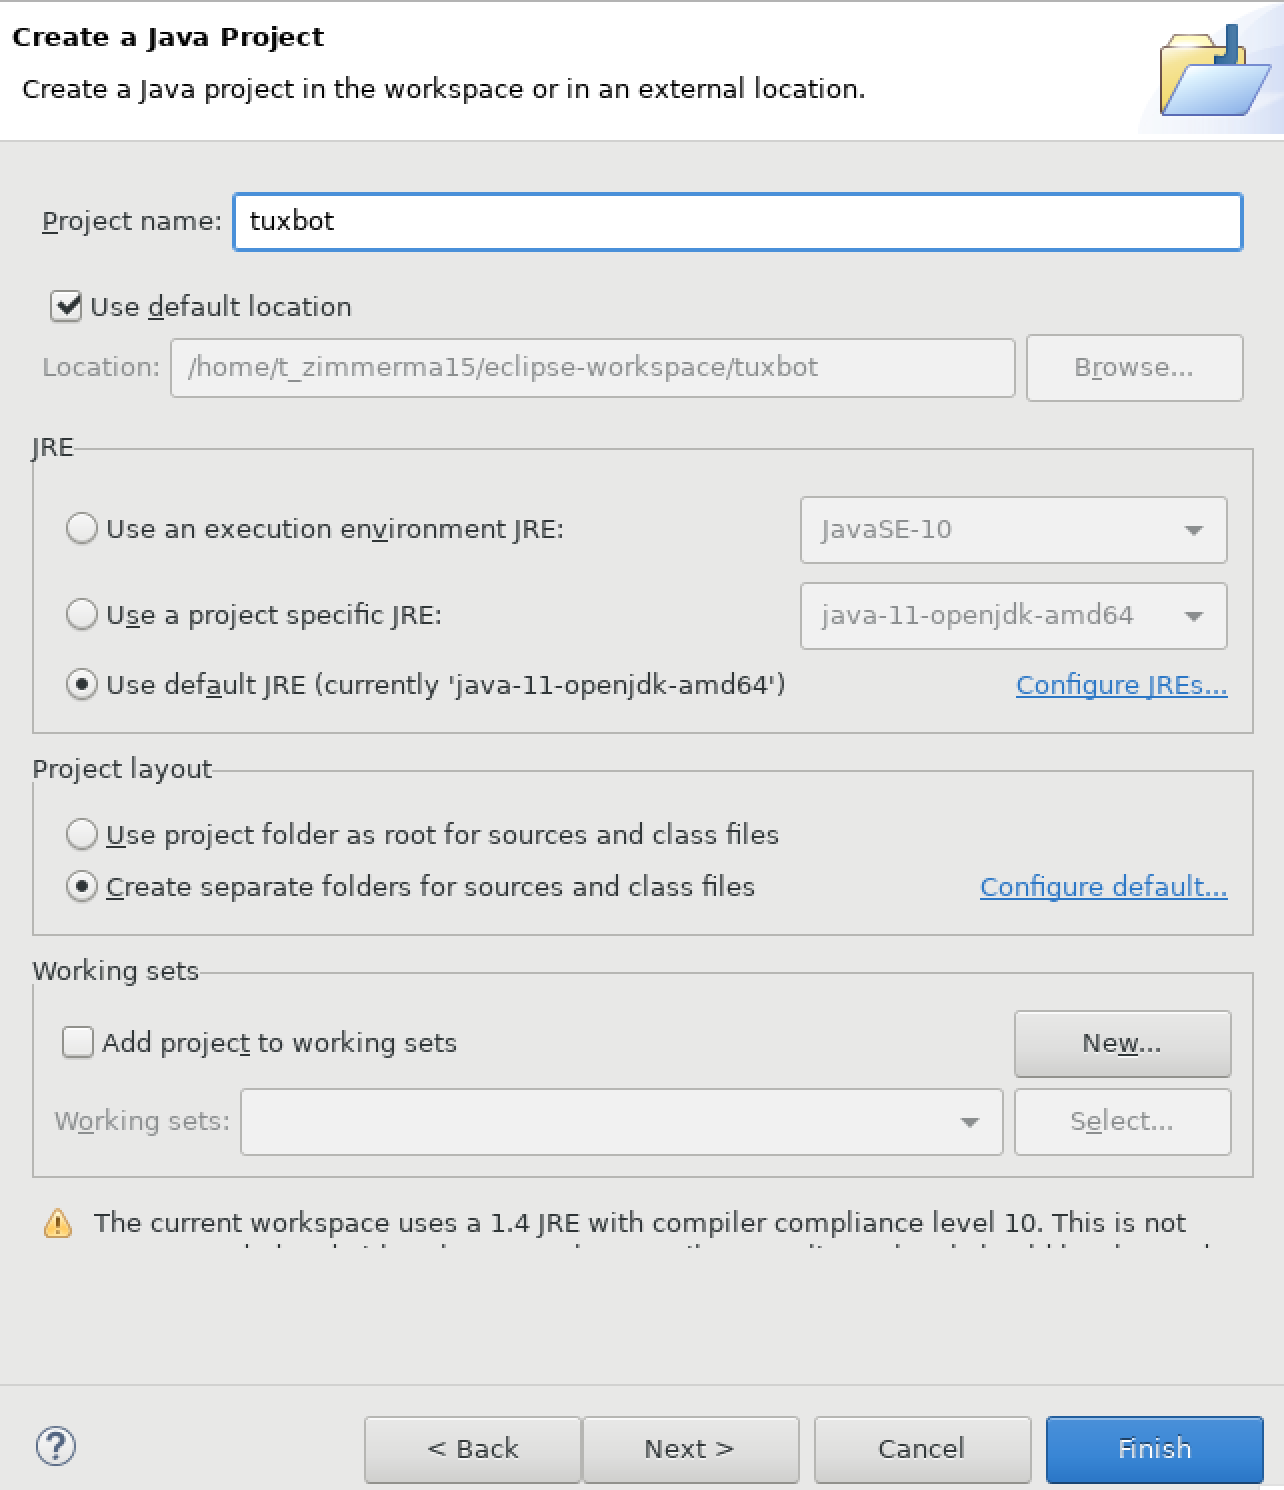 Create a Java Project
Create a Java project in the workspace or in an external location.
Project name: tuxbot
Use default location
Location: /home/t_zimmerma15/eclipse-workspace/tuxbot Browse...
JRE
Use an execution environment JRE: JavaSE-10
Use a project specific JRE: java-11-openjdk-amd64
Use default JRE (currently 'java-11-openjdk-amd64') Configure JREs...
Project layout
Use project folder as root for sources and class files
Create separate folders for sources and class files Configure default...
Working sets
Add project to working sets New...
Working sets: Select...
The current workspace uses a 1.4 JRE with compiler compliance level 10. This is not
? < Back Next > Cancel Finish